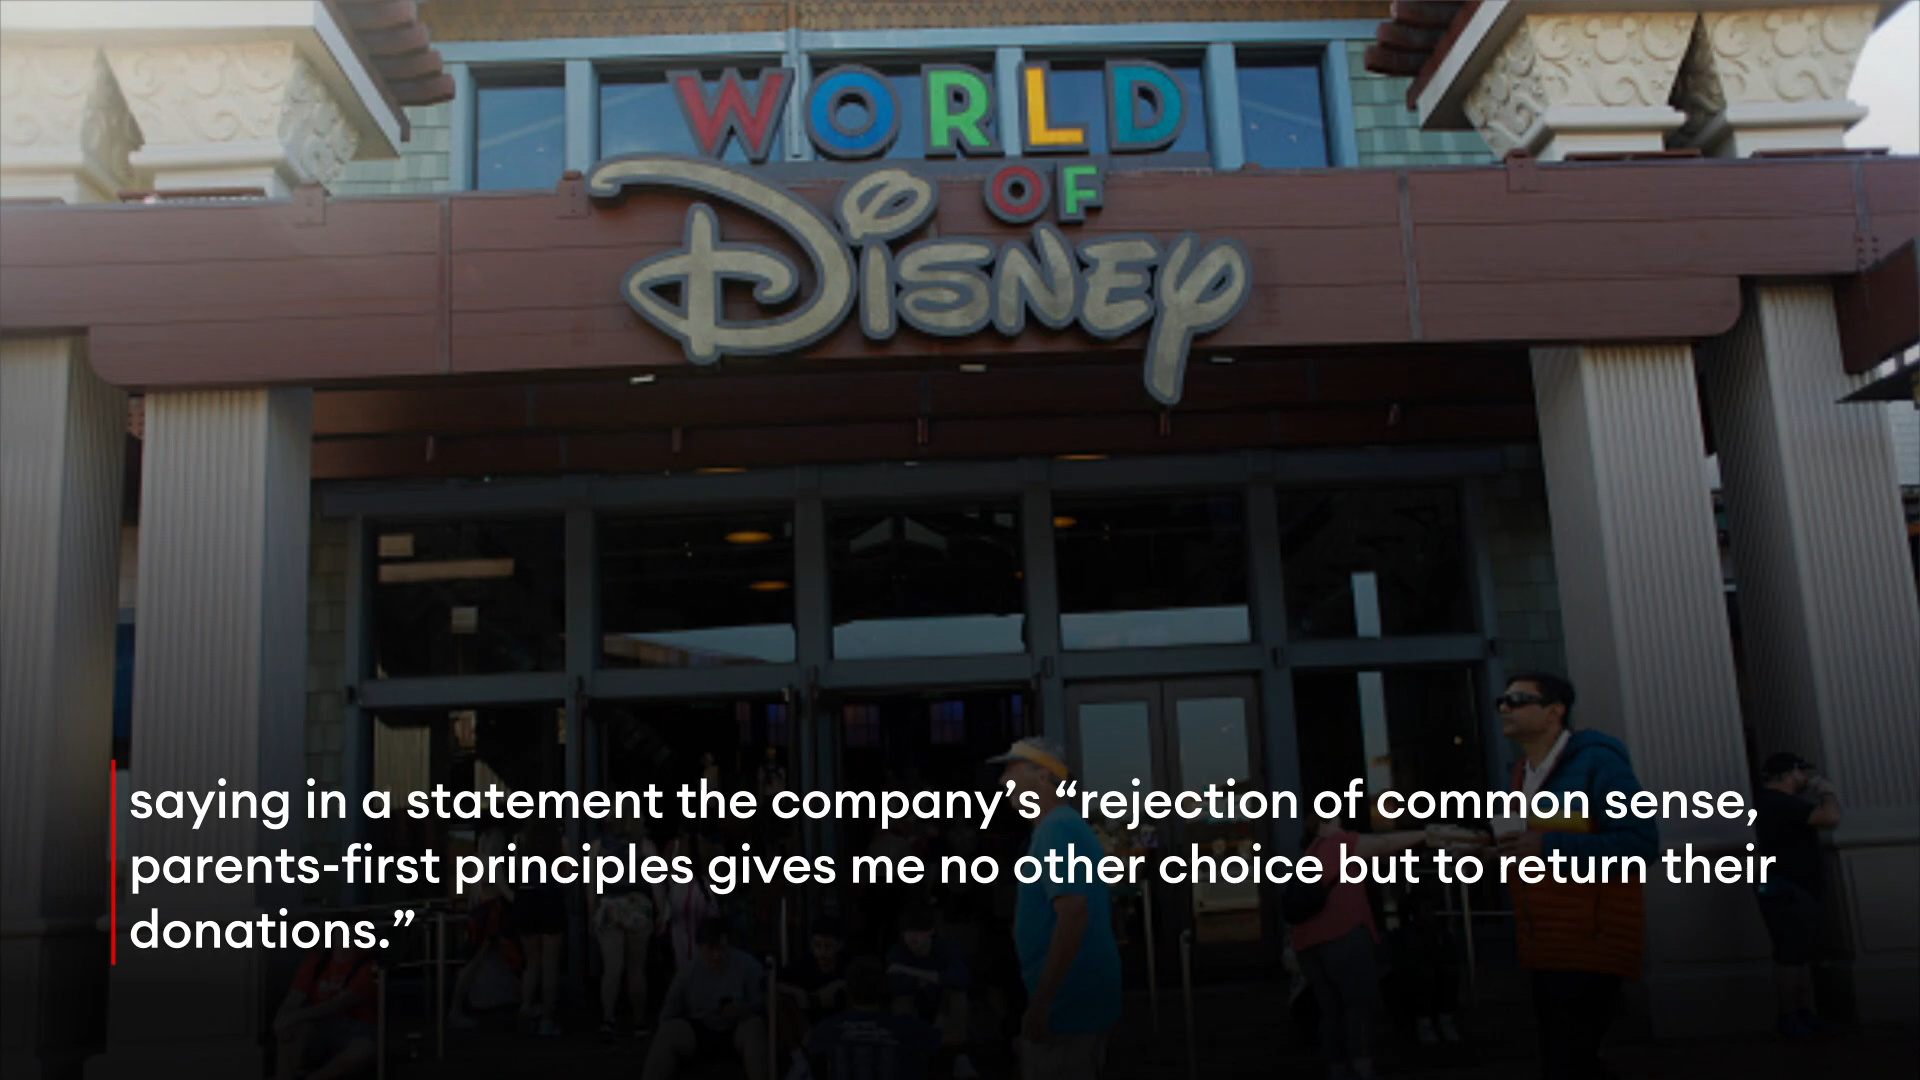 WORLD
OF
Disney
saying in a statement the company’s “rejection of common sense,
parents-first principles gives me no other choice but to return their
donations.”